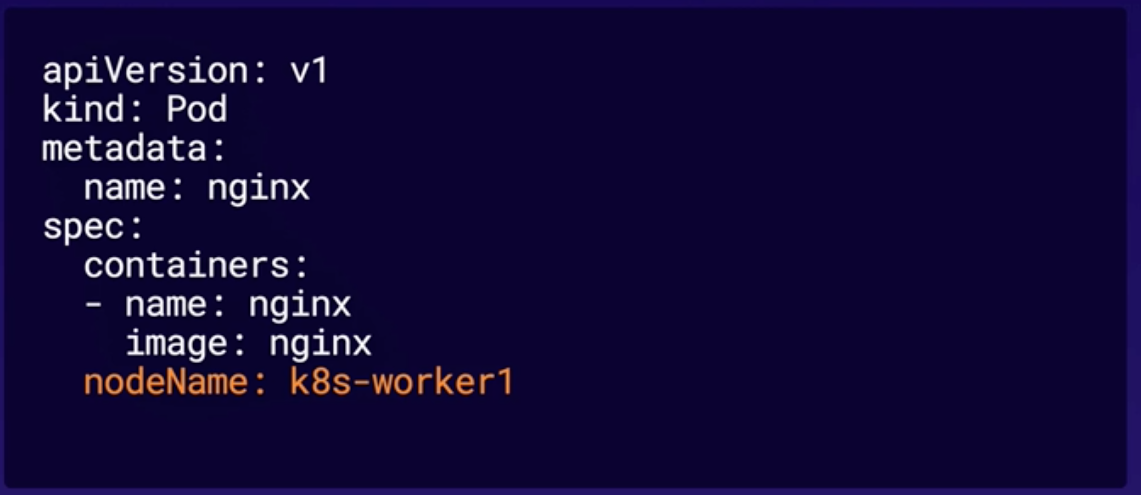 apiVersion: v1
kind: Pod
metadata:
  name: nginx
spec:
  containers:
  - name: nginx
    image: nginx
  nodeName: k8s-worker1